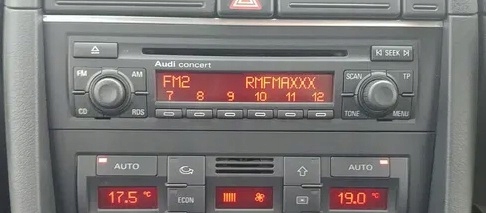 SEEK
Audi concert
FM AM
SCAN TP
FM2 RMFMAXXX
7 8 9 10 11 12
CD RDS
TONE MENU
AUTO AUTO
17.5 °C ECON 19.0 °C